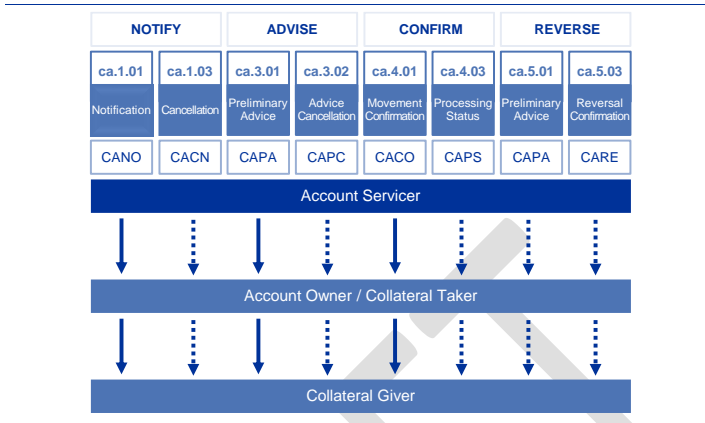 NOTIFY ADVISE CONFIRM REVERSE
ca.1.01 ca.1.03 ca.3.01 ca.3.02 ca.4.01 ca.4.03 ca.5.01 ca.5.03
Notification Cancellation Preliminary Advice Advice Cancellation Movement Confirmation Processing Status Preliminary Advice Reversal Confirmation
CANO CACN CAPA CAPC CACO CAPS CAPA CARE
Account Servicer
Account Owner / Collateral Taker
Collateral Giver